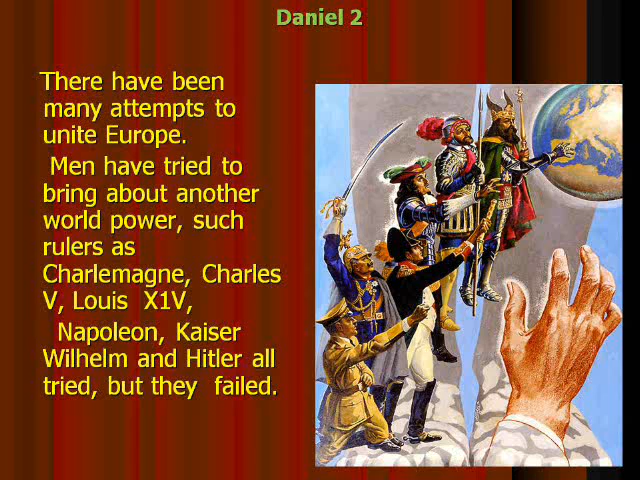 Daniel 2
There have been
many attempts to
unite Europe.
Men have tried to
bring about another
world power, such
rulers as
Charlemagne, Charles
V, Louis X1V,
Napoleon, Kaiser
Wilhelm and Hitler all
tried, but they failed.